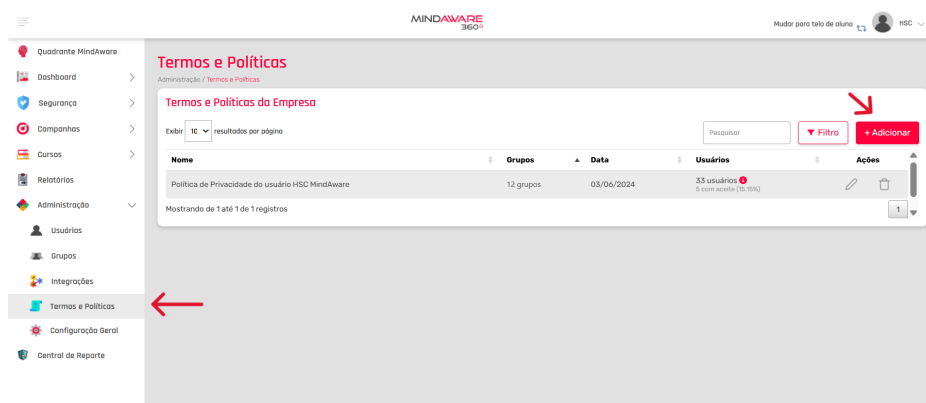 MINDAWARE
360°
Mudar para tela de aluno
HSC
Quadrante MindAware
Dashboard
Segurança
Campanhas
Cursos
Relatórios
Administração
Usuários
Grupos
Integrações
Termos e Políticas
Configuração Geral
Central de Reporte
Termos e Políticas
Administração / Termos e Políticas
Termos e Políticas da Empresa
Exibir 10 resultados por página
Pesquisar
Filtro
+ Adicionar
Nome Grupos Data Usuários Ações
Política de Privacidade do usuário HSC MindAware 12 grupos 03/06/2024 33 usuários
5 com aceite (15.15%)
Mostrando de 1 até 1 de 1 registros
1